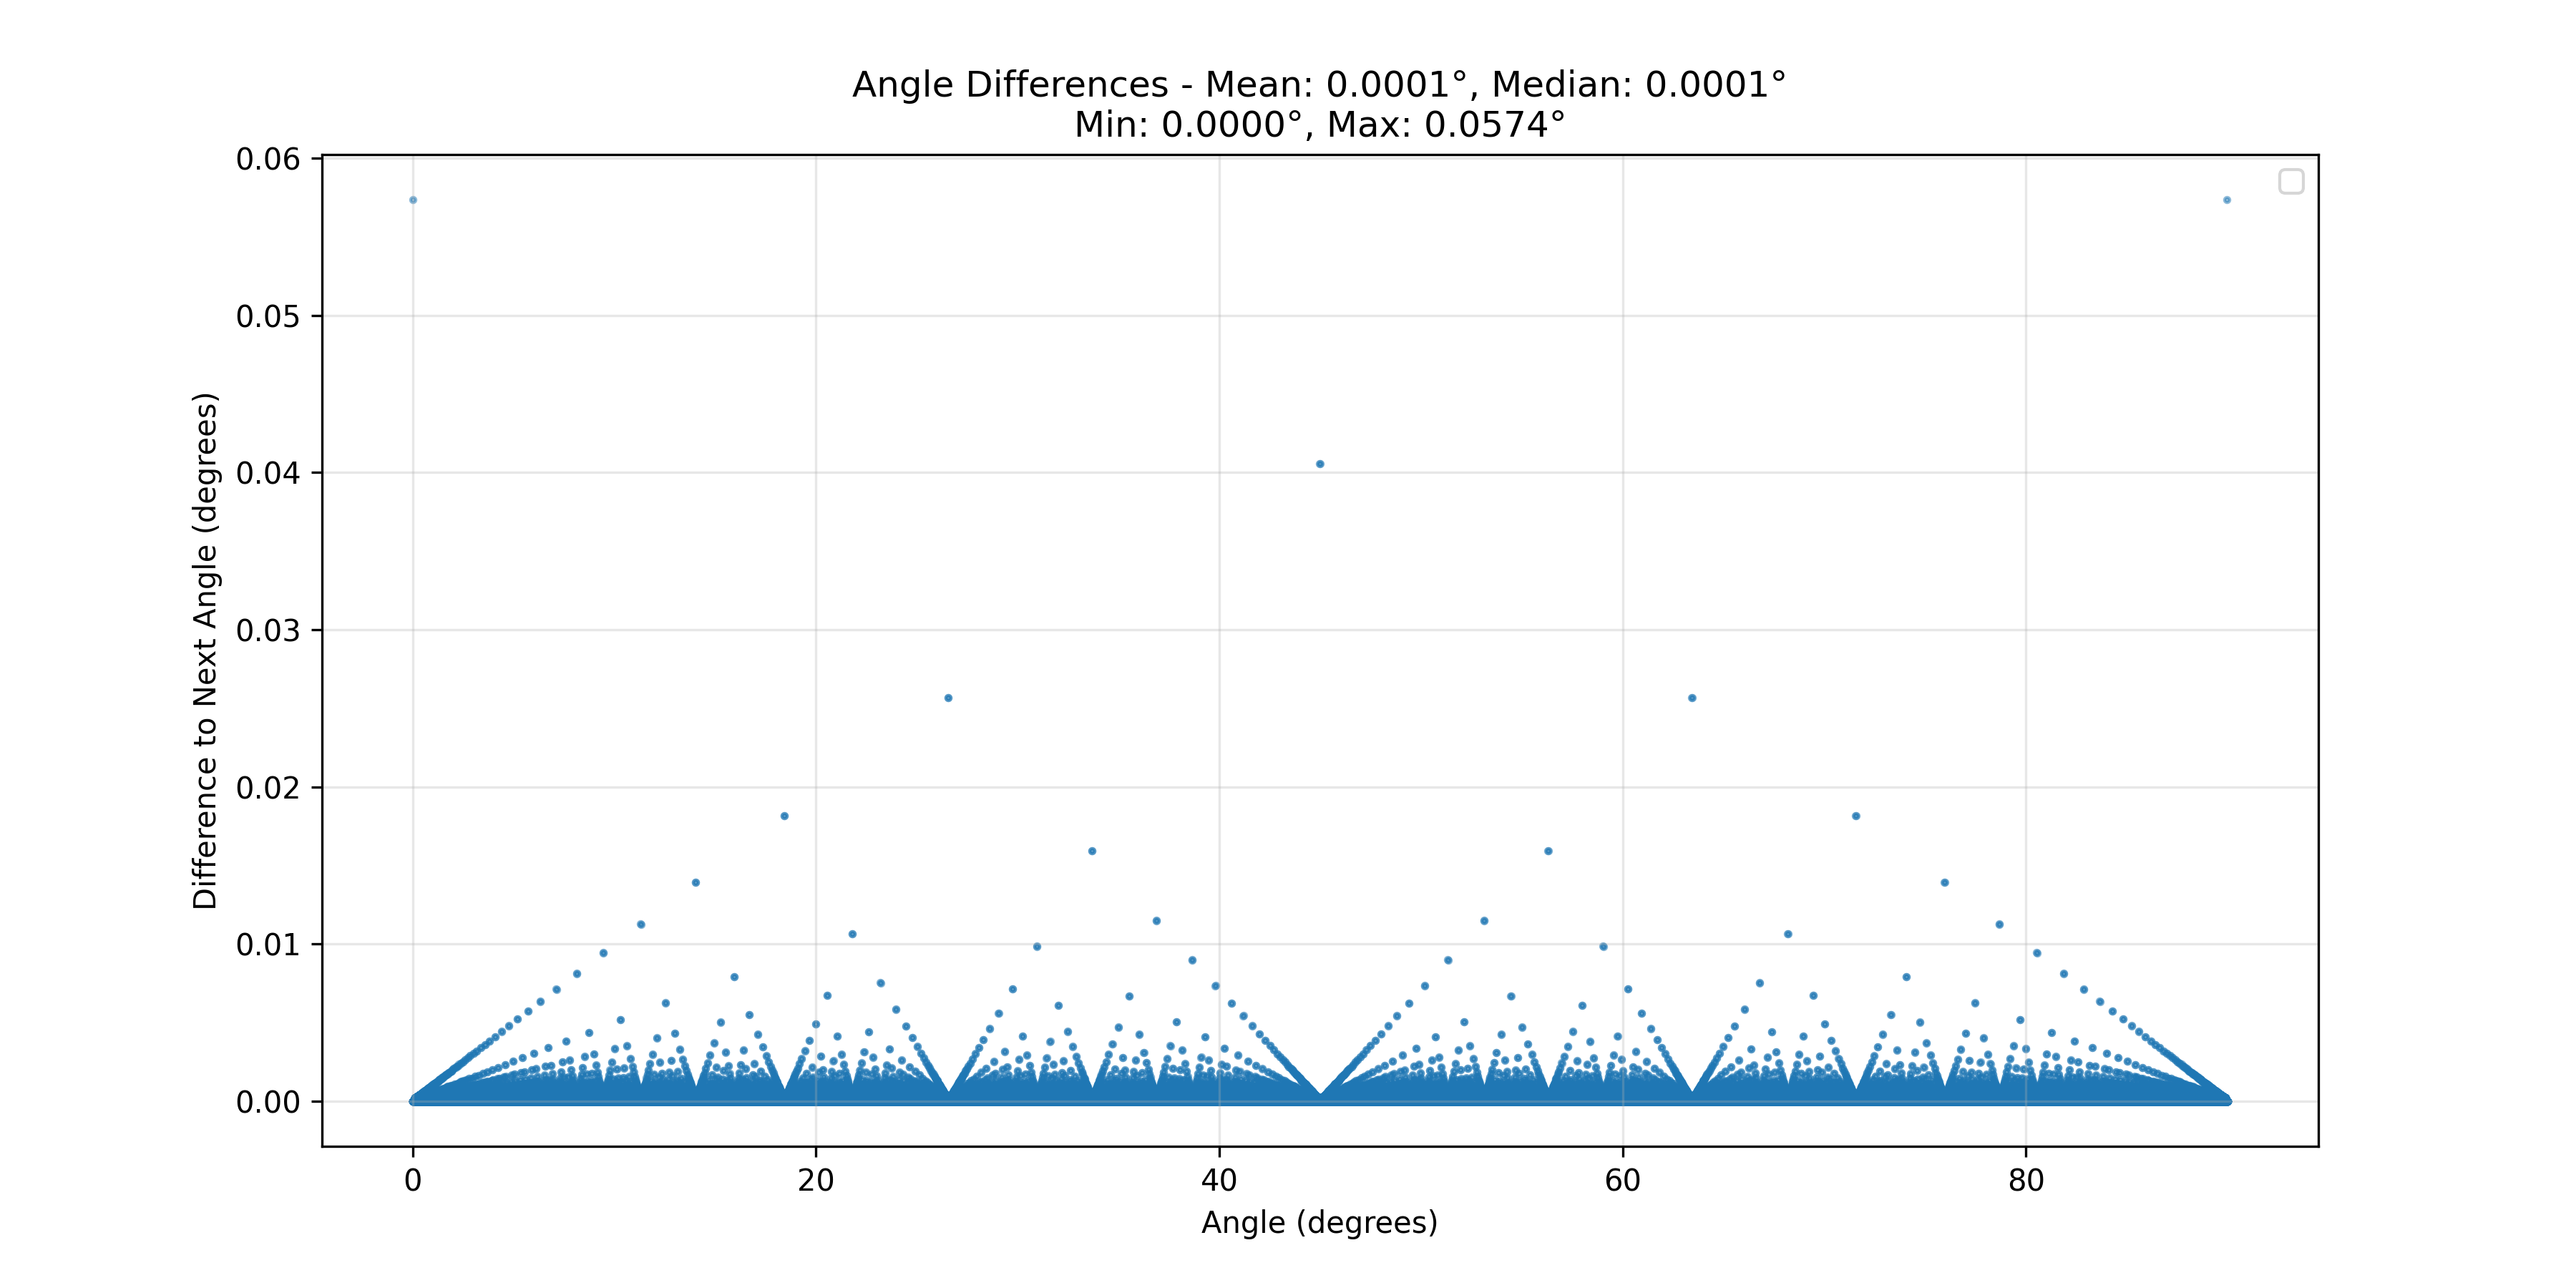 Angle Differences - Mean: 0.0001°, Median: 0.0001°
Min: 0.0000°, Max: 0.0574°
0.06
0.05
0.04
0.03
0.02
0.01
0.00
Difference to Next Angle (degrees)
0 20 40 60 80
Angle (degrees)